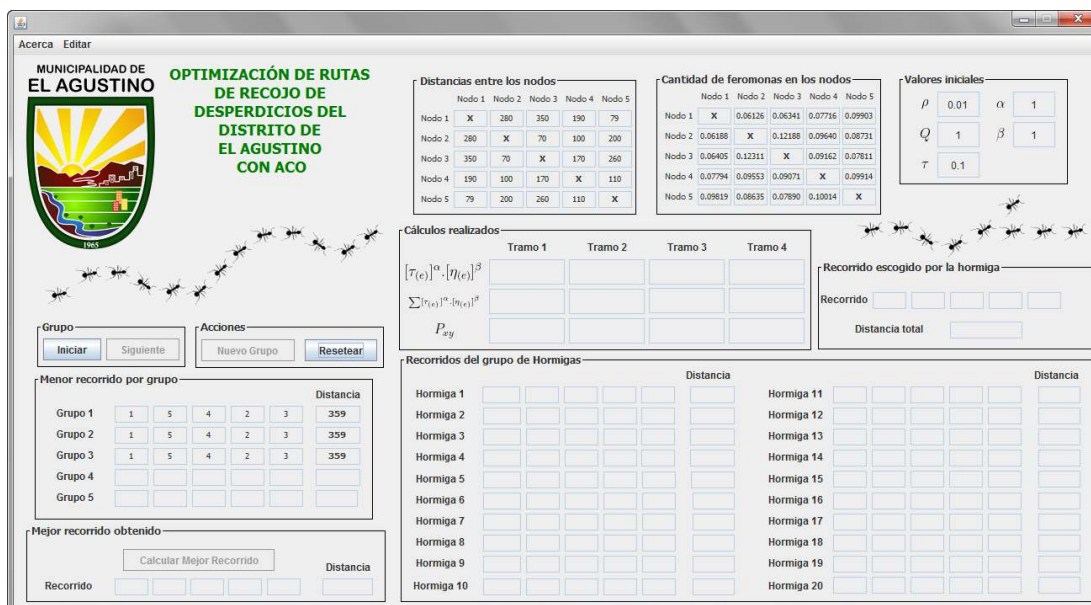 Acerca Editar
MUNICIPALIDAD DE
EL AGUSTINO
1965
OPTIMIZACIÓN DE RUTAS
DE RECOJO DE
DESPERDICIOS DEL
DISTRITO DE
EL AGUSTINO
CON ACO
Distancias entre los nodos
Nodo 1 Nodo 2 Nodo 3 Nodo 4 Nodo 5
Nodo 1 X 280 350 190 79
Nodo 2 280 X 70 100 200
Nodo 3 350 70 X 170 260
Nodo 4 190 100 170 X 110
Nodo 5 79 200 260 110 X
Cantidad de feromonas en los nodos
Nodo 1 Nodo 2 Nodo 3 Nodo 4 Nodo 5
Nodo 1 X 0.06126 0.06341 0.07716 0.09903
Nodo 2 0.06188 X 0.12188 0.09640 0.08731
Nodo 3 0.06405 0.12311 X 0.09162 0.07811
Nodo 4 0.07794 0.09553 0.09071 X 0.09914
Nodo 5 0.09819 0.08635 0.07890 0.10014 X
Valores iniciales
ρ 0.01 α 1
Q 1 β 1
τ 0.1
Cálculos realizados
Tramo 1 Tramo 2 Tramo 3 Tramo 4
[τ(e)]^α.[η(e)]^β
∑[τ(e)]^α.[η(e)]^β
Pxy
Recorrido escogido por la hormiga
Recorrido
Distancia total
Grupo
Iniciar Siguiente
Acciones
Nuevo Grupo Resetear
Menor recorrido por grupo
Distancia
Grupo 1 1 5 4 2 3 359
Grupo 2 1 5 4 2 3 359
Grupo 3 1 5 4 2 3 359
Grupo 4
Grupo 5
Mejor recorrido obtenido
Calcular Mejor Recorrido
Distancia
Recorrido
Recorridos del grupo de Hormigas
Distancia Distancia
Hormiga 1 Hormiga 11
Hormiga 2 Hormiga 12
Hormiga 3 Hormiga 13
Hormiga 4 Hormiga 14
Hormiga 5 Hormiga 15
Hormiga 6 Hormiga 16
Hormiga 7 Hormiga 17
Hormiga 8 Hormiga 18
Hormiga 9 Hormiga 19
Hormiga 10 Hormiga 20